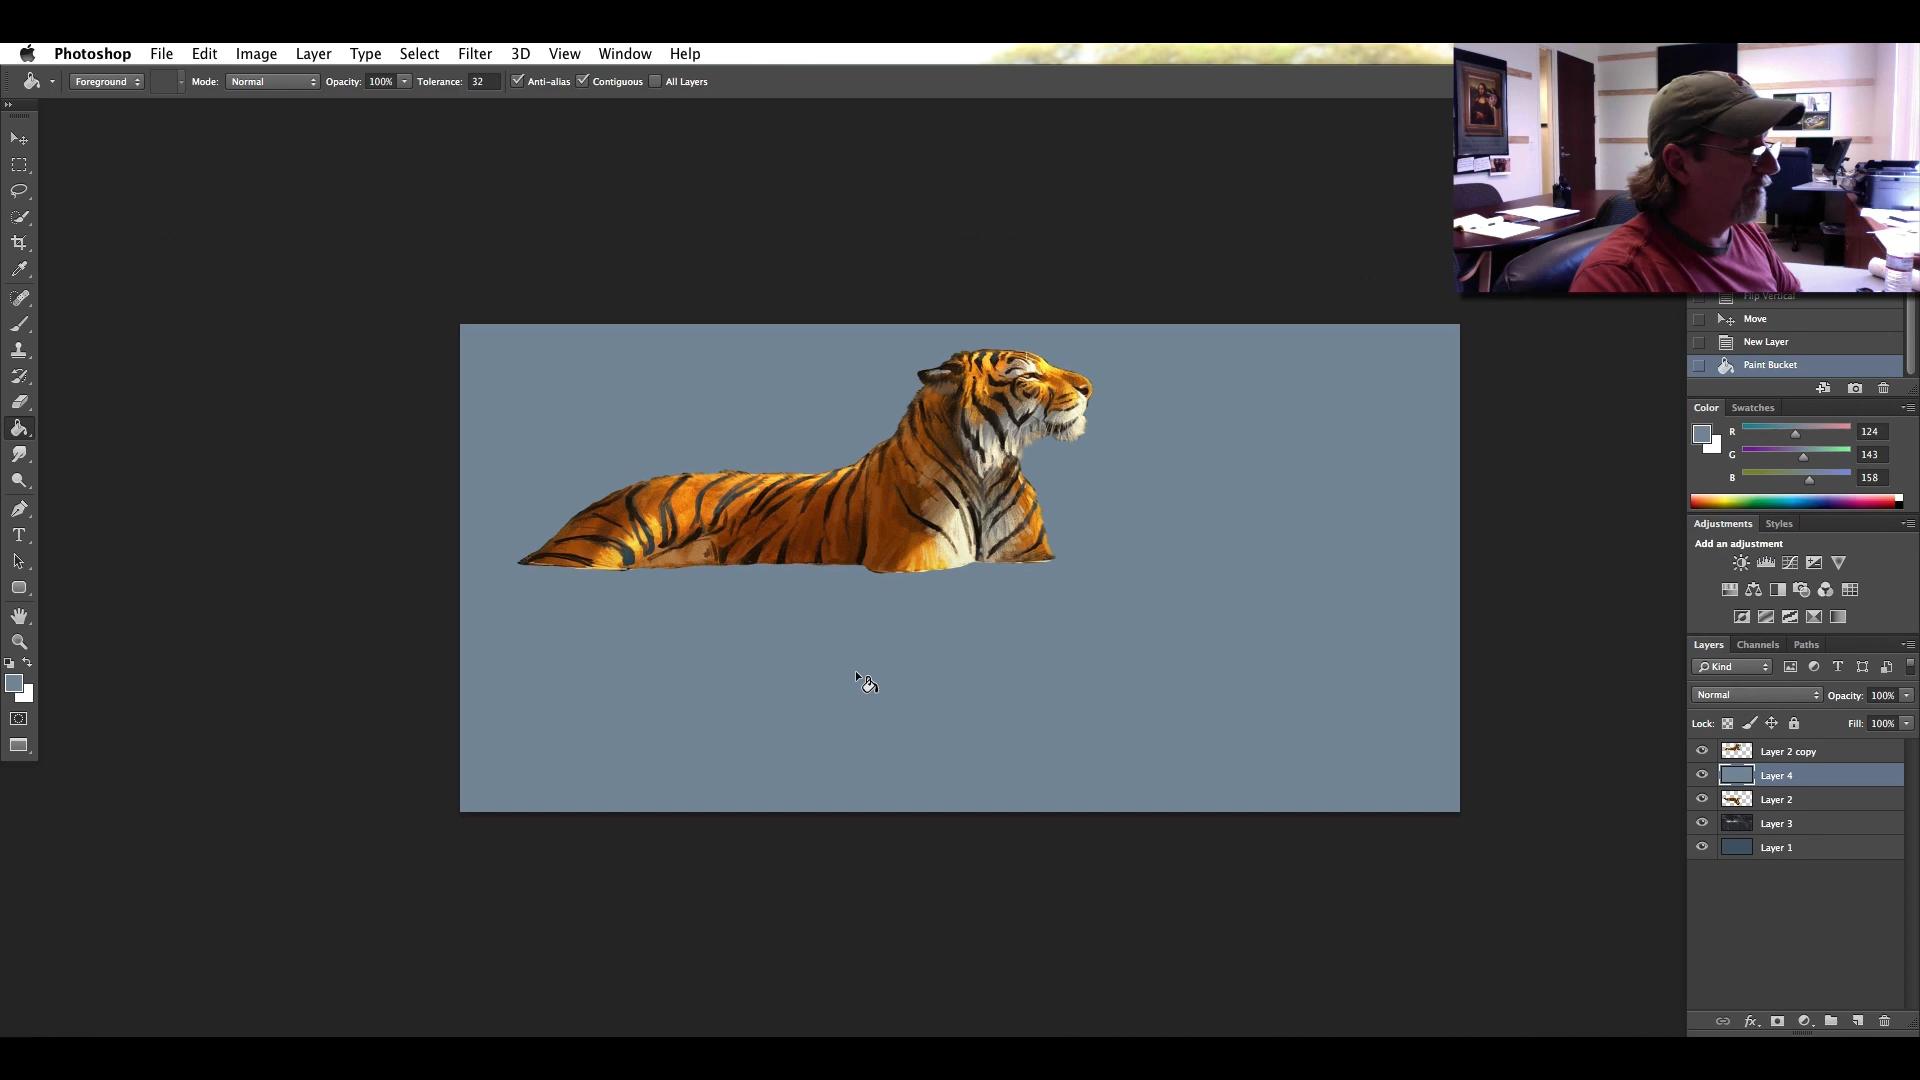 Photoshop File Edit Image Layer Type Select Filter 3D View Window Help
Foreground Mode: Normal Opacity: 100% Tolerance: 32 Anti-alias Contiguous All Layers
Flip Vertical
Move
New Layer
Paint Bucket
Color Swatches
R 124
G 143
B 158
Adjustments Styles
Add an adjustment
Layers Channels Paths
Kind
Normal Opacity: 100%
Lock: Fill: 100%
Layer 2 copy
Layer 4
Layer 2
Layer 3
Layer 1
fx